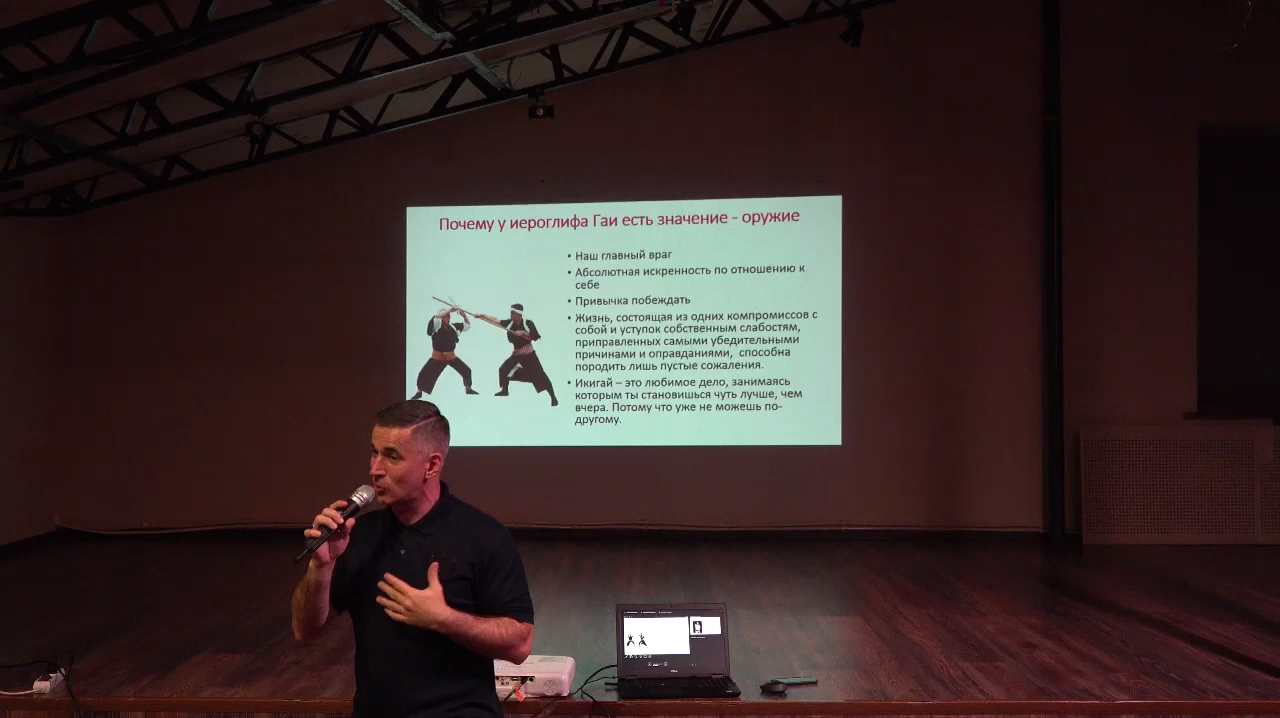 Почему у иероглифа Гаи есть значение - оружие
• Наш главный враг
• Абсолютная искренность по отношению к
себе
• Привычка побеждать
• Жизнь, состоящая из одних компромиссов с
собой и уступок собственным слабостям,
приправленных самыми убедительными
причинами и оправданиями, способна
породить лишь пустые сожаления.
• Икигай – это любимое дело, занимаясь
которым ты становишься чуть лучше, чем
вчера. Потому что уже не можешь по-
другому.